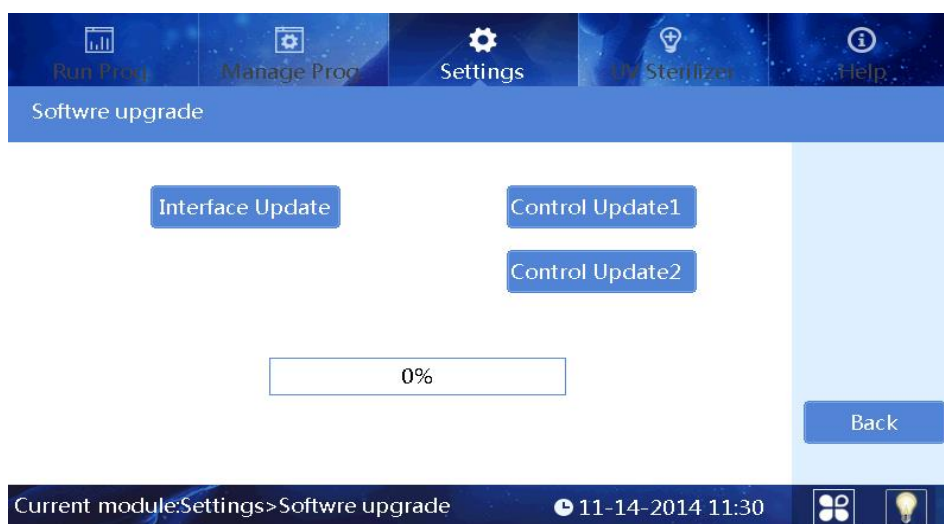 Run Prog.
Manage Prog.
Settings
UV Sterilizer
Help
Softwre upgrade
Interface Update
Control Update1
Control Update2
0%
Back
Current module:Settings>Softwre upgrade
11-14-2014 11:30